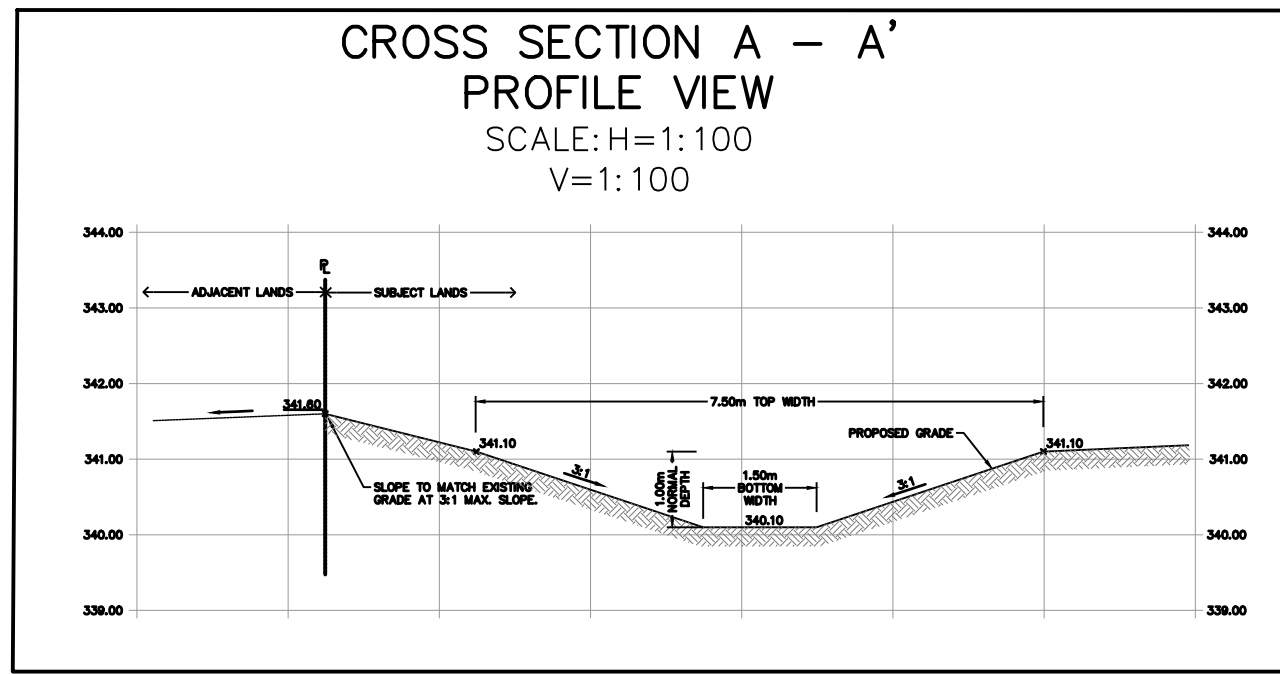 CROSS SECTION A - A'
PROFILE VIEW
SCALE: H=1:100
V=1:100
344.00
344.00
PL
ADJACENT LANDS
SUBJECT LANDS
343.00
343.00
342.00
342.00
341.60
7.50m TOP WIDTH
341.10
PROPOSED GRADE
341.10
341.00
341.00
3:1
1.00m
NORMAL
DEPTH
1.50m
BOTTOM
WIDTH
3:1
SLOPE TO MATCH EXISTING
GRADE AT 3:1 MAX. SLOPE.
340.10
340.00
340.00
339.00
339.00